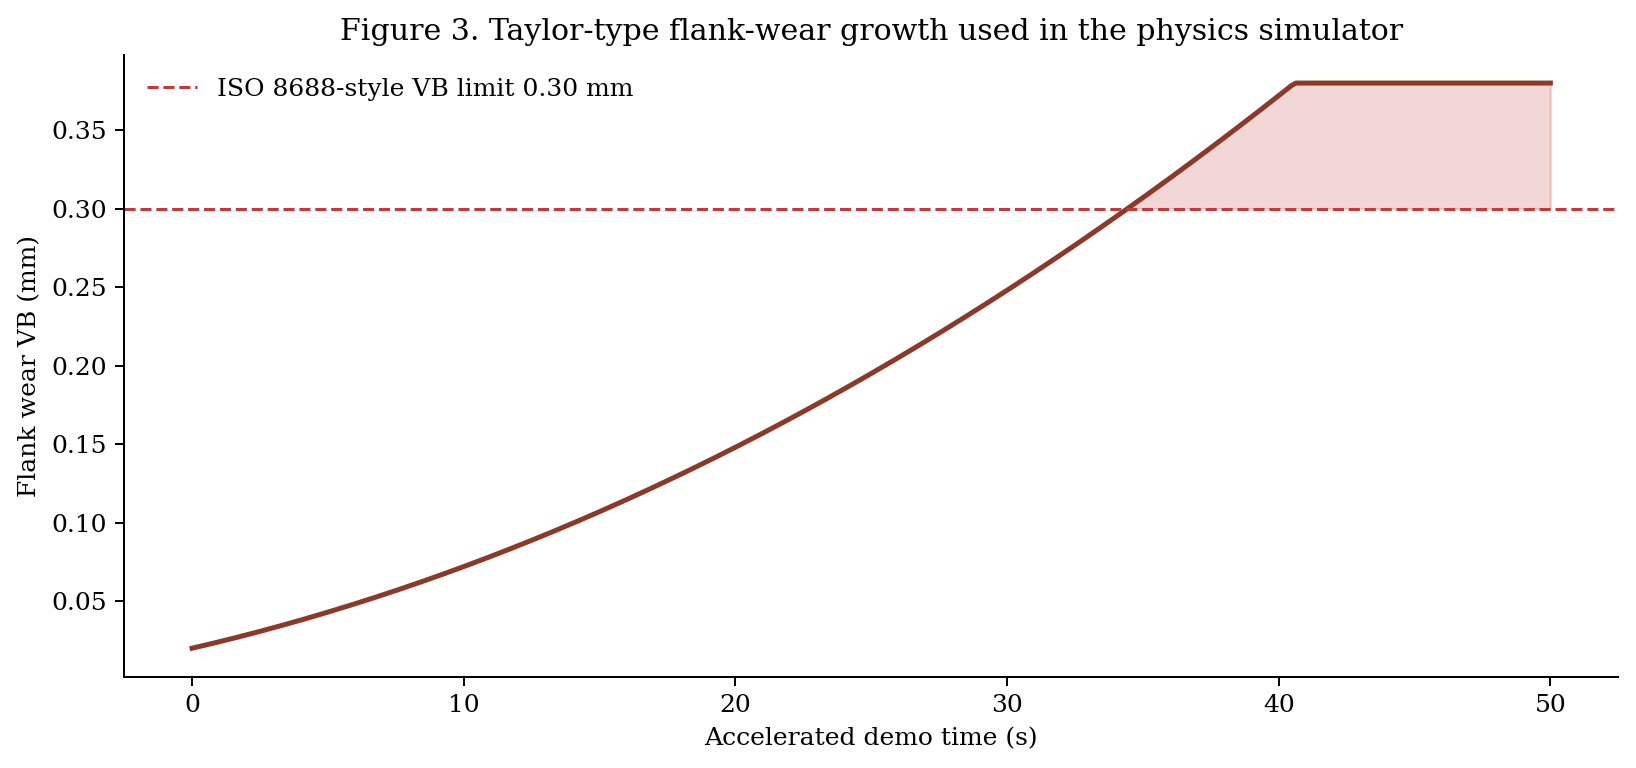 Figure 3. Taylor-type flank-wear growth used in the physics simulator
ISO 8688-style VB limit 0.30 mm
Flank wear VB (mm)
0.35
0.30
0.25
0.20
0.15
0.10
0.05
0 10 20 30 40 50
Accelerated demo time (s)